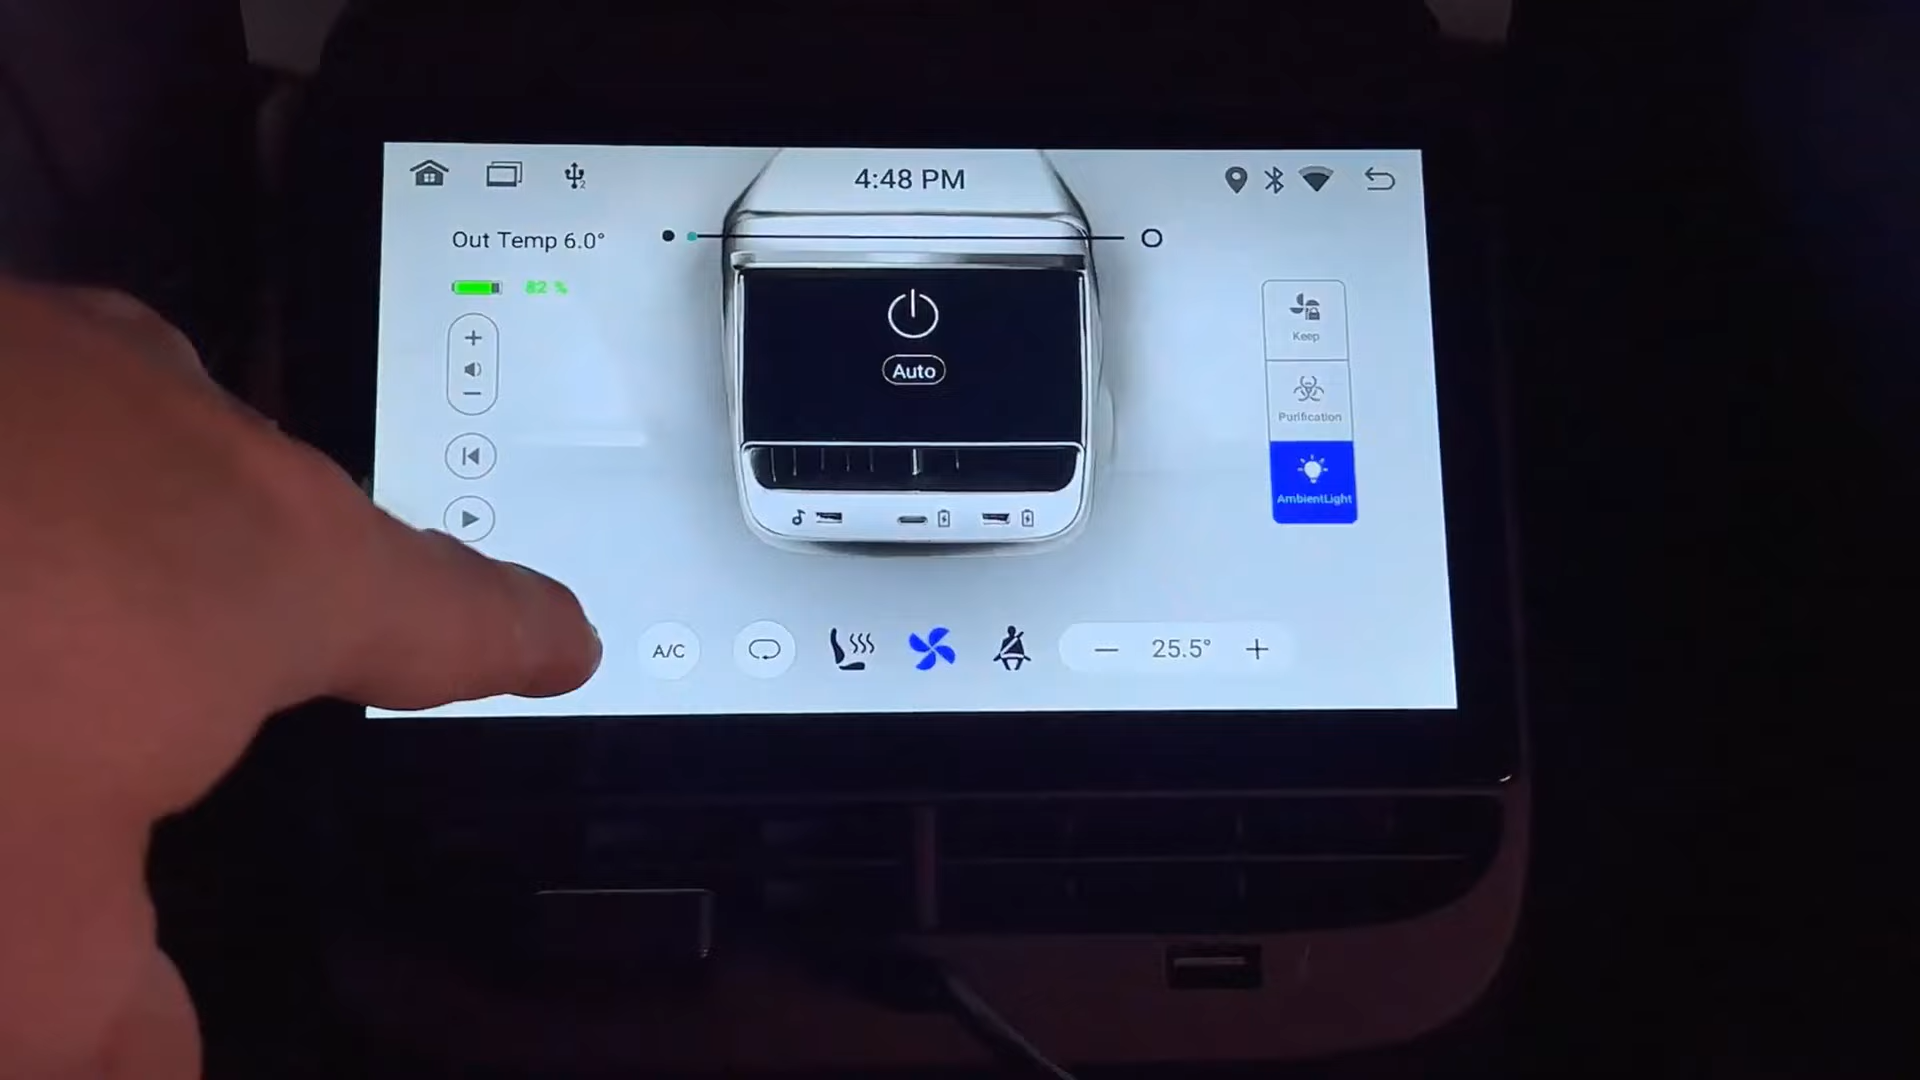 4:48 PM
Out Temp 6.0°
82 %
Auto
Keep
Purification
AmbientLight
A/C
25.5°